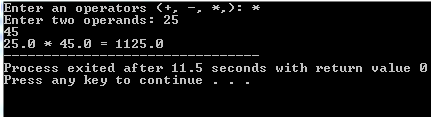 Enter an operators (+, -, *,): *
Enter two operands: 25
45
25.0 * 45.0 = 1125.0
--------------------------------
Process exited after 11.5 seconds with return value 0
Press any key to continue . . .